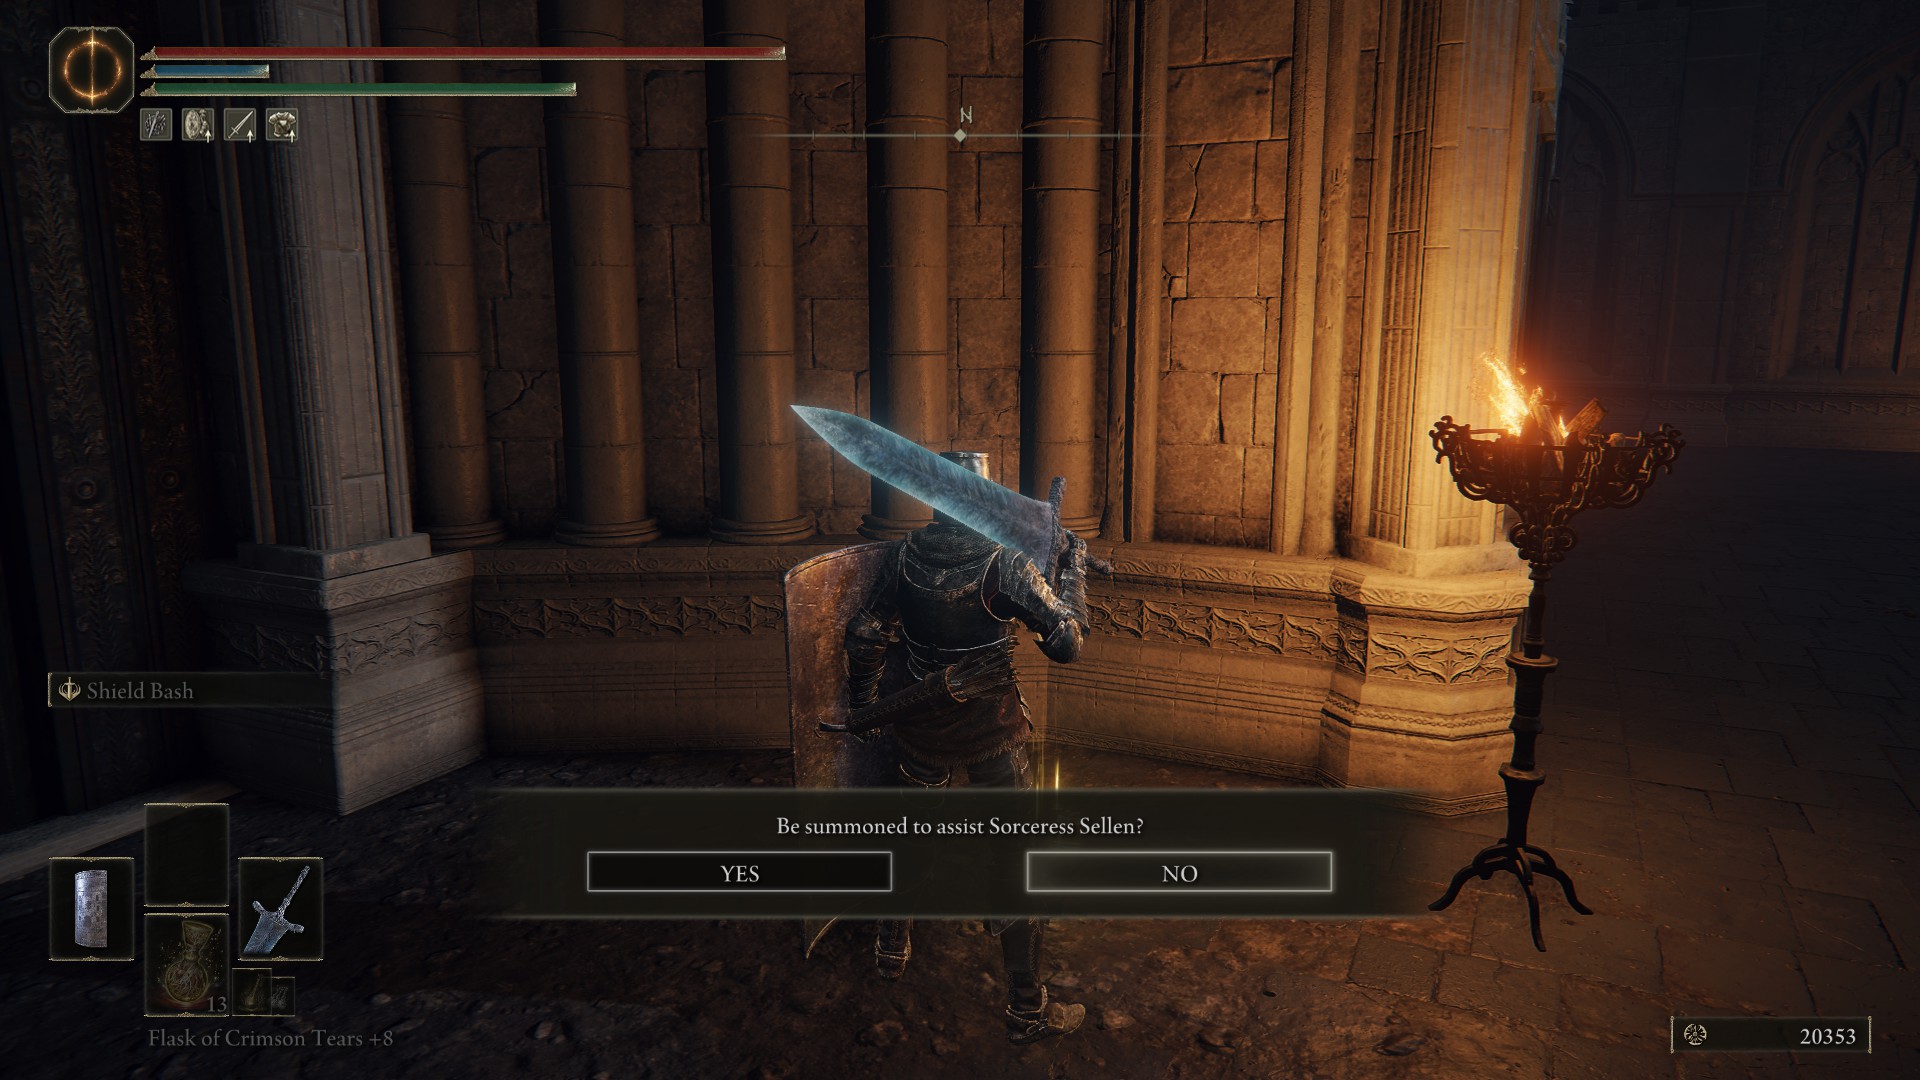 N
Shield Bash
Be summoned to assist Sorceress Sellen?
YES
NO
13
Flask of Crimson Tears +8
20353